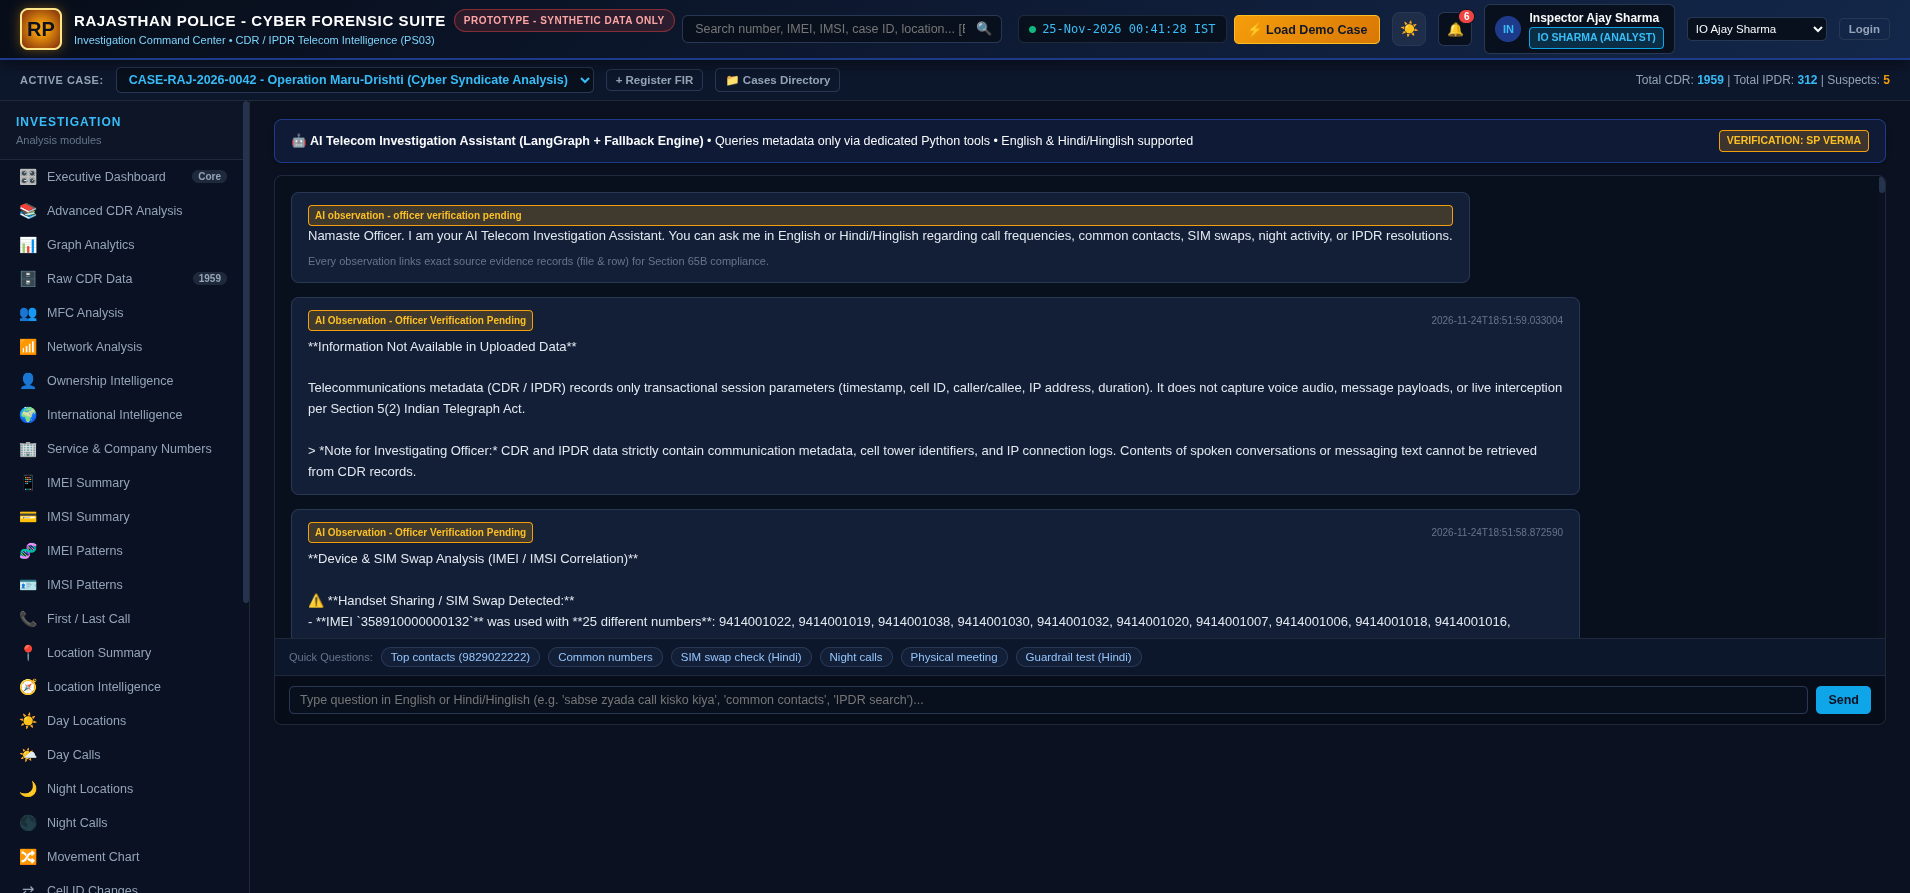 RP
RAJASTHAN POLICE - CYBER FORENSIC SUITE
PROTOTYPE - SYNTHETIC DATA ONLY
Investigation Command Center • CDR / IPDR Telecom Intelligence (PS03)
Search number, IMEI, IMSI, case ID, location... [E
25-Nov-2026 00:41:28 IST
⚡ Load Demo Case
6
IN
Inspector Ajay Sharma
IO SHARMA (ANALYST)
IO Ajay Sharma
Login
ACTIVE CASE:
CASE-RAJ-2026-0042 - Operation Maru-Drishti (Cyber Syndicate Analysis)
+ Register FIR
📁 Cases Directory
Total CDR: 1959 | Total IPDR: 312 | Suspects: 5
INVESTIGATION
Analysis modules
Executive Dashboard Core
Advanced CDR Analysis
Graph Analytics
Raw CDR Data 1959
MFC Analysis
Network Analysis
Ownership Intelligence
International Intelligence
Service & Company Numbers
IMEI Summary
IMSI Summary
IMEI Patterns
IMSI Patterns
First / Last Call
Location Summary
Location Intelligence
Day Locations
Day Calls
Night Locations
Night Calls
Movement Chart
Cell ID Changes
🤖 AI Telecom Investigation Assistant (LangGraph + Fallback Engine) • Queries metadata only via dedicated Python tools • English & Hindi/Hinglish supported
VERIFICATION: SP VERMA
AI observation - officer verification pending
Namaste Officer. I am your AI Telecom Investigation Assistant. You can ask me in English or Hindi/Hinglish regarding call frequencies, common contacts, SIM swaps, night activity, or IPDR resolutions.
Every observation links exact source evidence records (file & row) for Section 65B compliance.
AI Observation - Officer Verification Pending
2026-11-24T18:51:59.033004
**Information Not Available in Uploaded Data**
Telecommunications metadata (CDR / IPDR) records only transactional session parameters (timestamp, cell ID, caller/callee, IP address, duration). It does not capture voice audio, message payloads, or live interception
per Section 5(2) Indian Telegraph Act.
> *Note for Investigating Officer:* CDR and IPDR data strictly contain communication metadata, cell tower identifiers, and IP connection logs. Contents of spoken conversations or messaging text cannot be retrieved
from CDR records.
AI Observation - Officer Verification Pending
2026-11-24T18:51:58.872590
**Device & SIM Swap Analysis (IMEI / IMSI Correlation)**
⚠️ **Handset Sharing / SIM Swap Detected:**
- **IMEI `358910000000132`** was used with **25 different numbers**: 9414001022, 9414001019, 9414001038, 9414001030, 9414001032, 9414001020, 9414001007, 9414001006, 9414001018, 9414001016,
Quick Questions:
Top contacts (9829022222)
Common numbers
SIM swap check (Hindi)
Night calls
Physical meeting
Guardrail test (Hindi)
Type question in English or Hindi/Hinglish (e.g. 'sabse zyada call kisko kiya', 'common contacts', 'IPDR search')...
Send